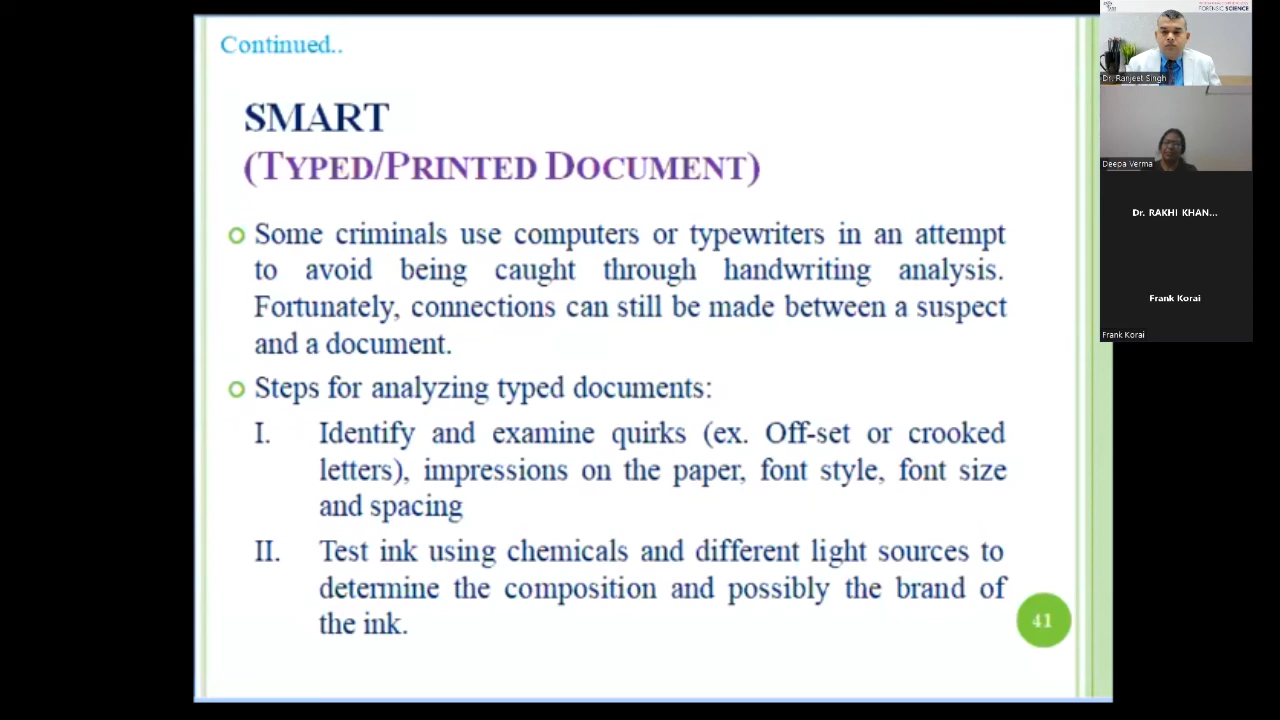 Continued..
SMART
(TYPED/PRINTED DOCUMENT)
Some criminals use computers or typewriters in an attempt
to avoid being caught through handwriting analysis.
Fortunately, connections can still be made between a suspect
and a document.
Steps for analyzing typed documents:
I. Identify and examine quirks (ex. Off-set or crooked
letters), impressions on the paper, font style, font size
and spacing
II. Test ink using chemicals and different light sources to
determine the composition and possibly the brand of
the ink.
41
FORENSIC SCIENCE
Dr. Ranjeet Singh
Deepa Verma
Dr. RAKHI KHAN...
Frank Korai
Frank Korai